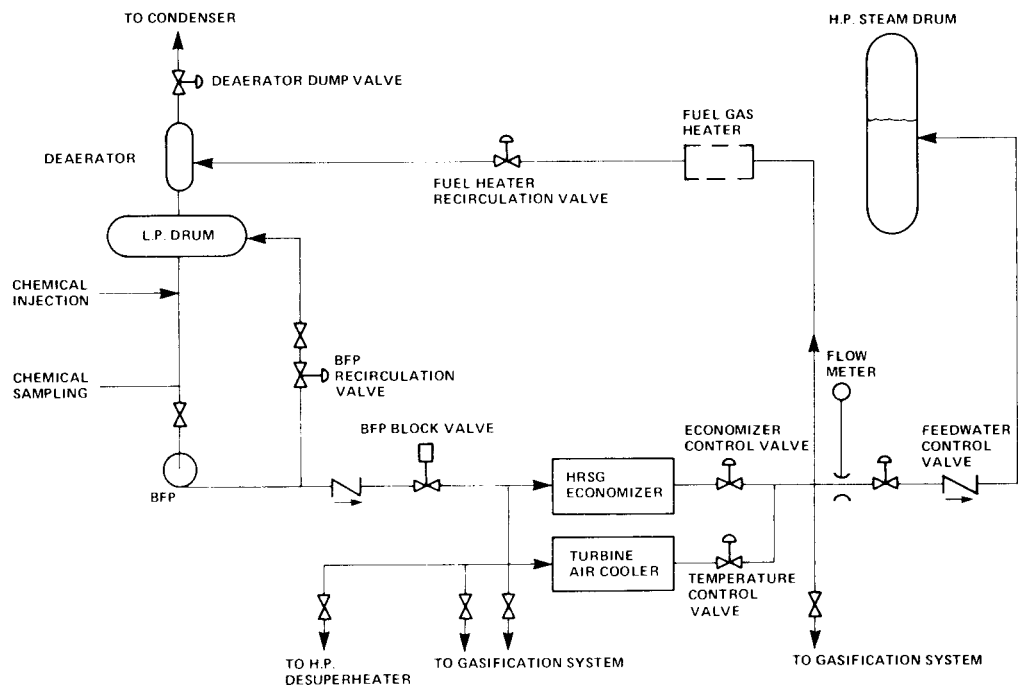 TO CONDENSER
H.P. STEAM DRUM
DEAERATOR DUMP VALVE
FUEL GAS
HEATER
DEAERATOR
FUEL HEATER
RECIRCULATION VALVE
L.P. DRUM
CHEMICAL
INJECTION
BFP
RECIRCULATION
VALVE
FLOW
METER
CHEMICAL
SAMPLING
BFP BLOCK VALVE
ECONOMIZER
CONTROL VALVE
FEEDWATER
CONTROL
VALVE
BFP
HRSG
ECONOMIZER
TURBINE
AIR COOLER
TEMPERATURE
CONTROL
VALVE
TO H.P.
DESUPERHEATER
TO GASIFICATION SYSTEM
TO GASIFICATION SYSTEM